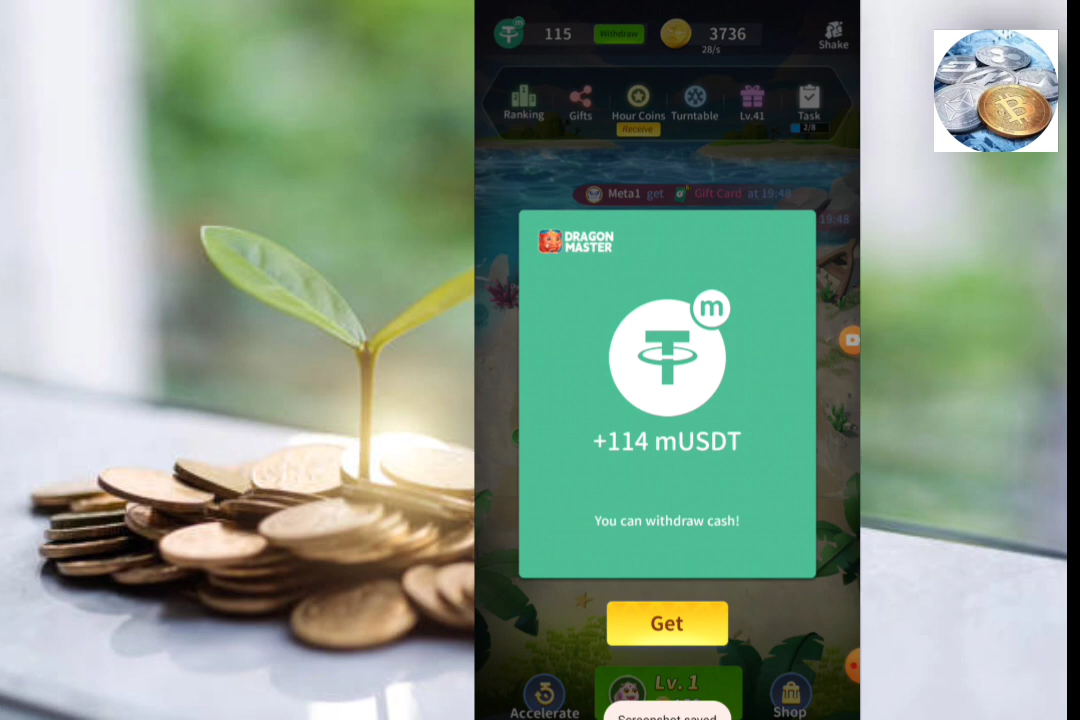 115
Withdraw
3736
28/s
Shake
Ranking
Gifts
Hour Coins
Receive
Turntable
Lv.41
Task
2/8
Meta1 get Gift Card at 19:48
19:48
DRAGON
MASTER
m
+114 mUSDT
You can withdraw cash!
Get
Lv. 1
Accelerate
Shop
Screenshot saved